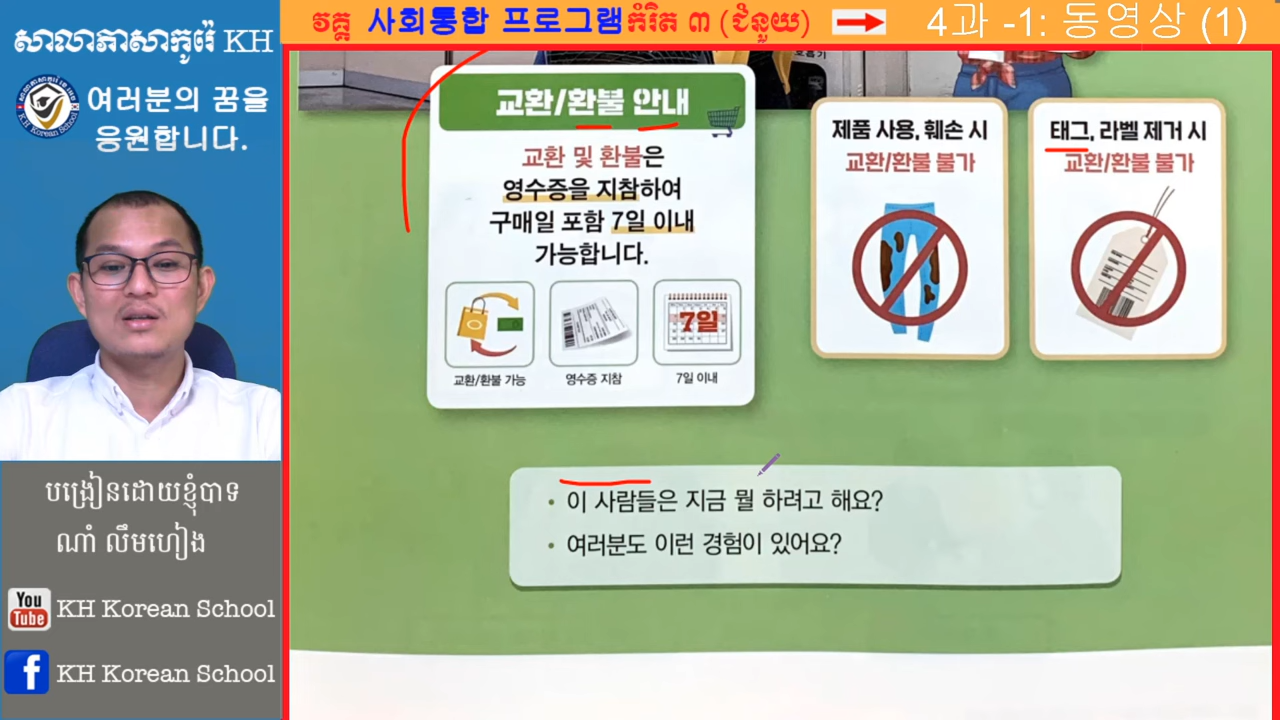 សាលាភាសាកូរ៉េ KH
여러분의 꿈을
응원합니다.
វគ្គ 사회통합 프로그램 កំរិត ៣ (ជំនួយ)
4과 -1: 동영상 (1)
교환/환불 안내
교환 및 환불은
영수증을 지참하여
구매일 포함 7일 이내
가능합니다.
7일
교환/환불 가능
영수증 지참
7일 이내
제품 사용, 훼손 시
교환/환불 불가
태그, 라벨 제거 시
교환/환불 불가
• 이 사람들은 지금 뭘 하려고 해요?
• 여러분도 이런 경험이 있어요?
បង្រៀនដោយខ្ញុំបាទ
ណាំ លឹមហៀង
You Tube KH Korean School
f KH Korean School